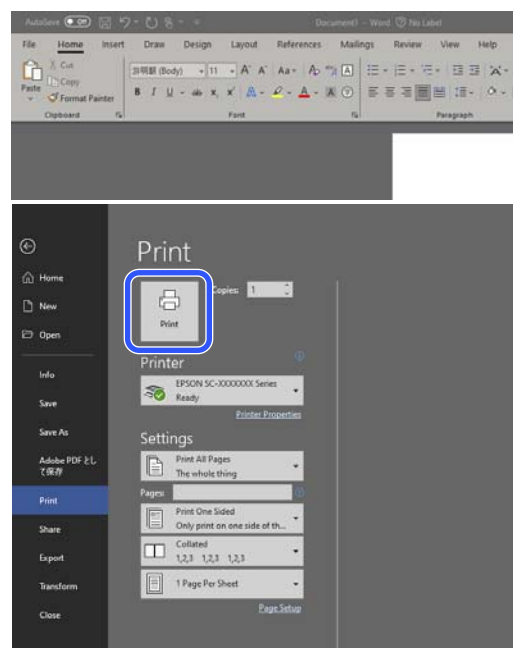 AutoSave Off Document1 - Word No Label
File Home Insert Draw Design Layout References Mailings Review View Help
Paste
Cut
Copy
Format Painter
游明朝 (Body) 11 A A Aa
B I U ab x x A A A
Clipboard Font Paragraph
Print
Home
New
Open
Info
Save
Save As
Adobe PDF とし
て保存
Print
Share
Export
Transform
Close
Copies: 1
Print
Printer
EPSON SC-XXXXXXX Series
Ready
Printer Properties
Settings
Print All Pages
The whole thing
Pages:
Print One Sided
Only print on one side of th...
Collated
1,2,3 1,2,3 1,2,3
1 Page Per Sheet
Page Setup